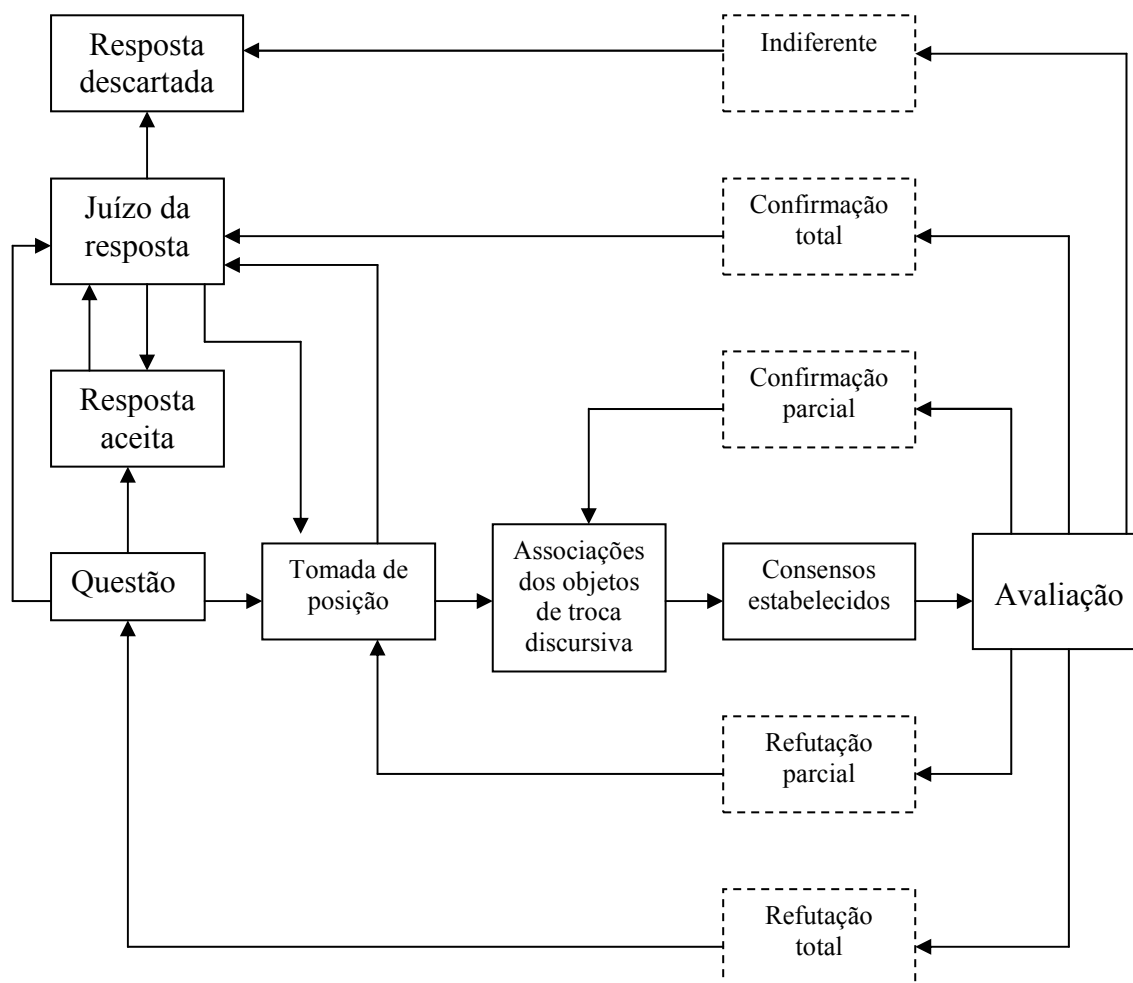 Resposta
descartada
Indiferente
Juízo da
resposta
Confirmação
total
Confirmação
parcial
Resposta
aceita
Questão
Tomada de
posição
Associações
dos objetos
de troca
discursiva
Consensos
estabelecidos
Avaliação
Refutação
parcial
Refutação
total